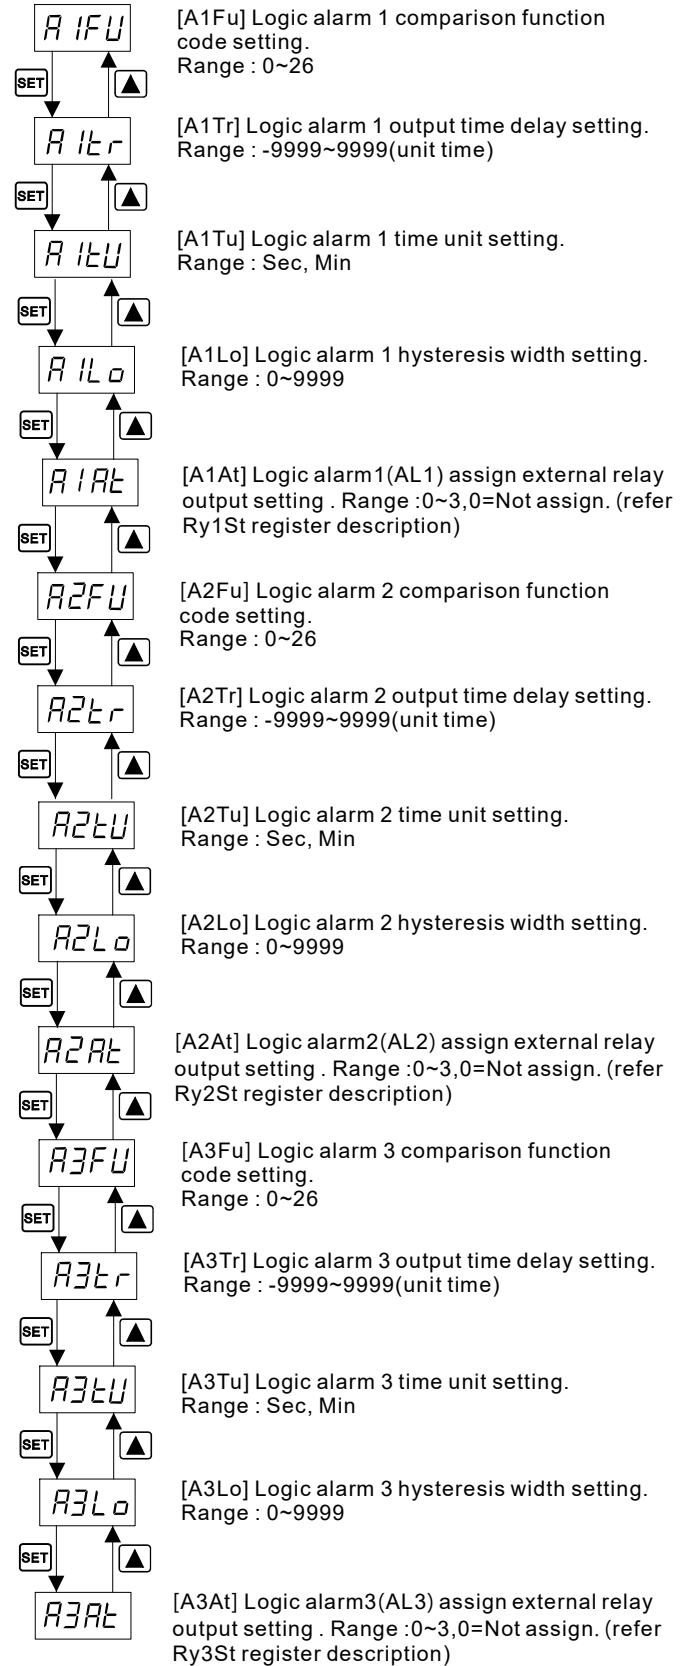 A1FU
[A1Fu] Logic alarm 1 comparison function
code setting.
Range : 0~26
SET
A1tr
[A1Tr] Logic alarm 1 output time delay setting.
Range : -9999~9999(unit time)
SET
A1tU
[A1Tu] Logic alarm 1 time unit setting.
Range : Sec, Min
SET
A1Lo
[A1Lo] Logic alarm 1 hysteresis width setting.
Range : 0~9999
SET
A1At
[A1At] Logic alarm1(AL1) assign external relay
output setting . Range :0~3,0=Not assign. (refer
Ry1St register description)
SET
A2FU
[A2Fu] Logic alarm 2 comparison function
code setting.
Range : 0~26
SET
A2tr
[A2Tr] Logic alarm 2 output time delay setting.
Range : -9999~9999(unit time)
SET
A2tU
[A2Tu] Logic alarm 2 time unit setting.
Range : Sec, Min
SET
A2Lo
[A2Lo] Logic alarm 2 hysteresis width setting.
Range : 0~9999
SET
A2At
[A2At] Logic alarm2(AL2) assign external relay
output setting . Range :0~3,0=Not assign. (refer
Ry2St register description)
SET
A3FU
[A3Fu] Logic alarm 3 comparison function
code setting.
Range : 0~26
SET
A3tr
[A3Tr] Logic alarm 3 output time delay setting.
Range : -9999~9999(unit time)
SET
A3tU
[A3Tu] Logic alarm 3 time unit setting.
Range : Sec, Min
SET
A3Lo
[A3Lo] Logic alarm 3 hysteresis width setting.
Range : 0~9999
SET
A3At
[A3At] Logic alarm3(AL3) assign external relay
output setting . Range :0~3,0=Not assign. (refer
Ry3St register description)